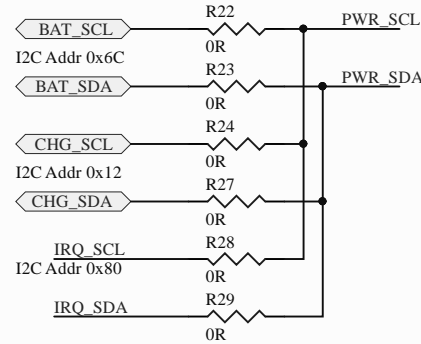 R22
BAT_SCL
PWR_SCL
0R
I2C Addr 0x6C
R23
BAT_SDA
PWR_SDA
0R
R24
CHG_SCL
0R
I2C Addr 0x12
R27
CHG_SDA
0R
R28
IRQ_SCL
I2C Addr 0x80
0R
R29
IRQ_SDA
0R